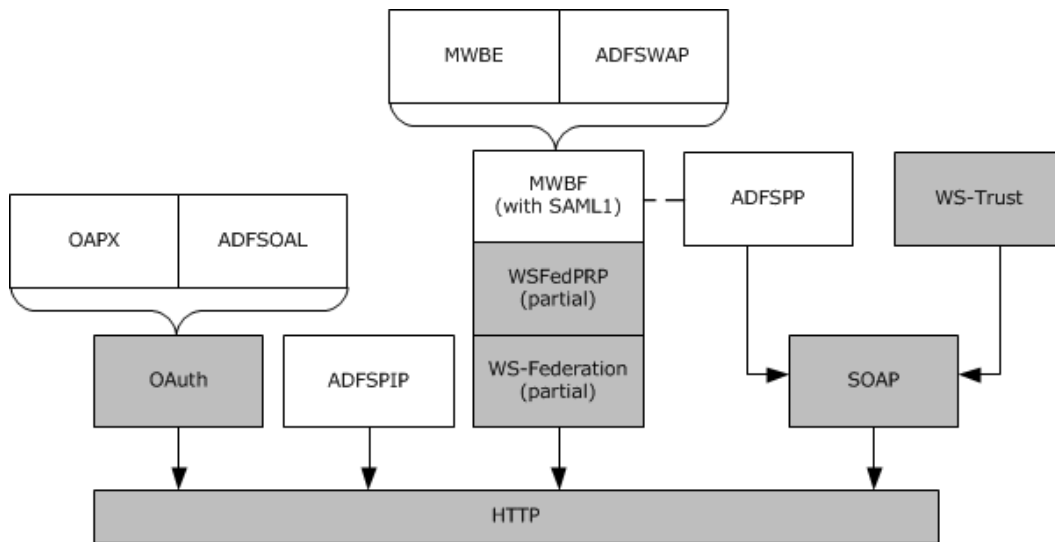 MWBE
ADFSWAP
MWBF
(with SAML1)
ADFSPP
WS-Trust
OAPX
ADFSOAL
WSFedPRP
(partial)
OAuth
ADFSPIP
WS-Federation
(partial)
SOAP
HTTP